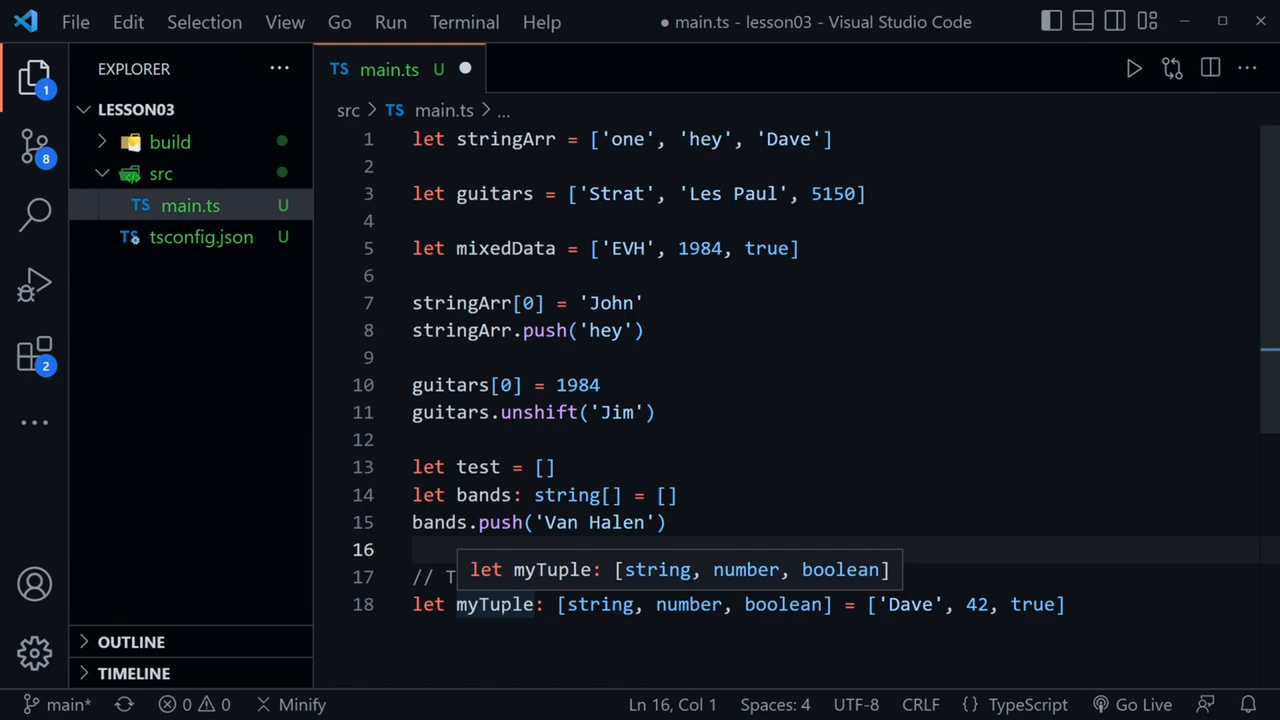 File Edit Selection View Go Run Terminal Help ● main.ts - lesson03 - Visual Studio Code
EXPLORER ...
TS main.ts U
1
LESSON03
src > TS main.ts > ...
build
8
src
TS main.ts U
TS tsconfig.json U
2
1 let stringArr = ['one', 'hey', 'Dave']
2
3 let guitars = ['Strat', 'Les Paul', 5150]
4
5 let mixedData = ['EVH', 1984, true]
6
7 stringArr[0] = 'John'
8 stringArr.push('hey')
9
10 guitars[0] = 1984
11 guitars.unshift('Jim')
12
13 let test = []
14 let bands: string[] = []
15 bands.push('Van Halen')
16
let myTuple: [string, number, boolean]
17 // T
18 let myTuple: [string, number, boolean] = ['Dave', 42, true]
OUTLINE
TIMELINE
main* 0 0 Minify Ln 16, Col 1 Spaces: 4 UTF-8 CRLF {} TypeScript Go Live